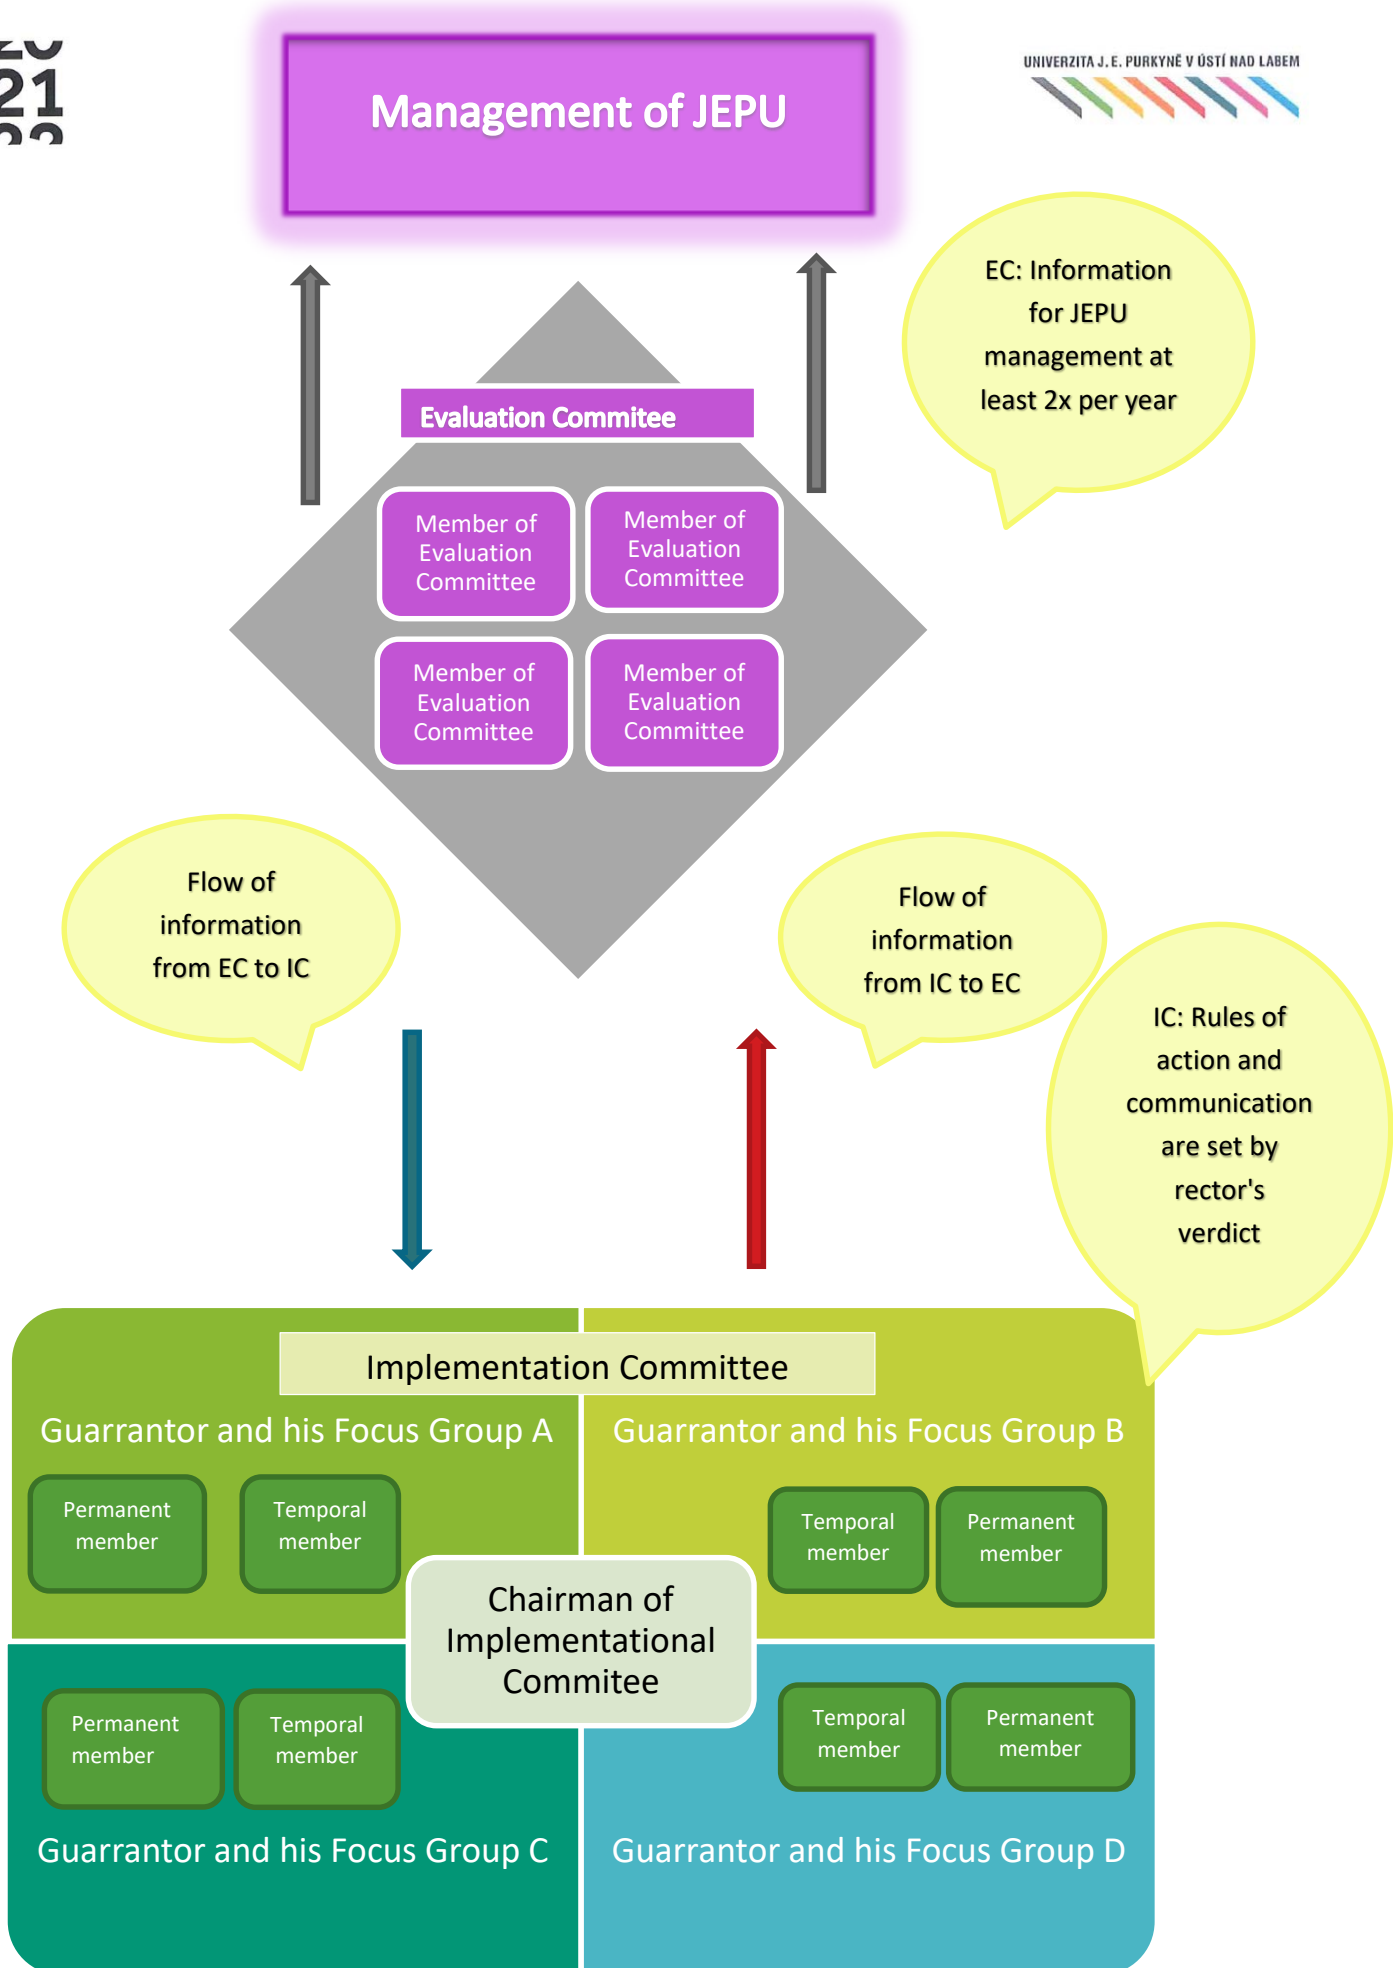 21
UNIVERZITA J. E. PURKYNĚ V ÚSTÍ NAD LABEM
Management of JEPU
EC: Information
for JEPU
management at
least 2x per year
Evaluation Commitee
Member of
Evaluation
Committee
Member of
Evaluation
Committee
Member of
Evaluation
Committee
Member of
Evaluation
Committee
Flow of
information
from EC to IC
Flow of
information
from IC to EC
IC: Rules of
action and
communication
are set by
rector's
verdict
Implementation Committee
Guarrantor and his Focus Group A
Guarrantor and his Focus Group B
Permanent
member
Temporal
member
Temporal
member
Permanent
member
Chairman of
Implementational
Commitee
Permanent
member
Temporal
member
Temporal
member
Permanent
member
Guarrantor and his Focus Group C
Guarrantor and his Focus Group D